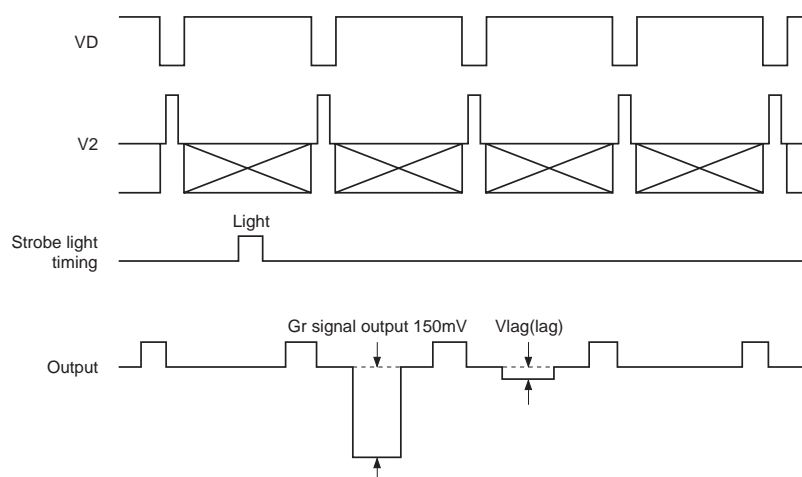 VD
V2
Light
Strobe light
timing
Gr signal output 150mV
Vlag(lag)
Output